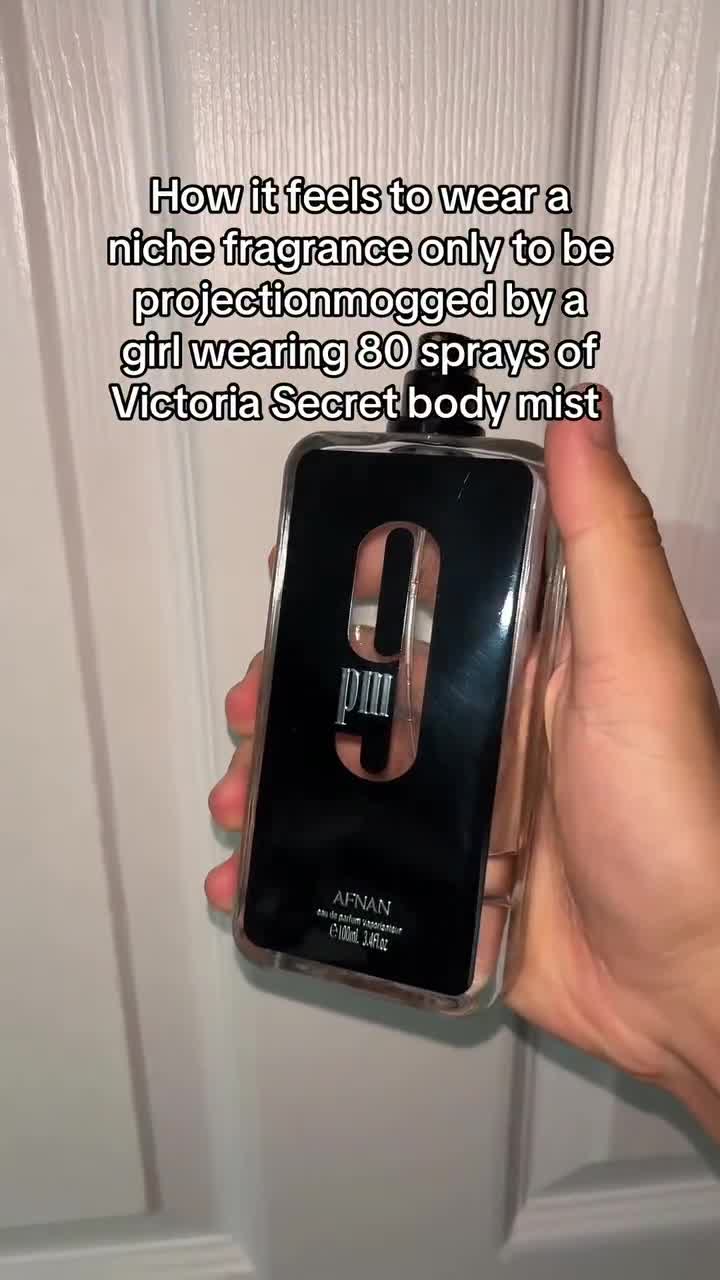 How it feels to wear a
niche fragrance only to be
projectionmogged by a
girl wearing 80 sprays of
Victoria Secret body mist
9
pm
AFNAN
eau de parfum vaporisateur
℮100ml. 3.4Fl.oz